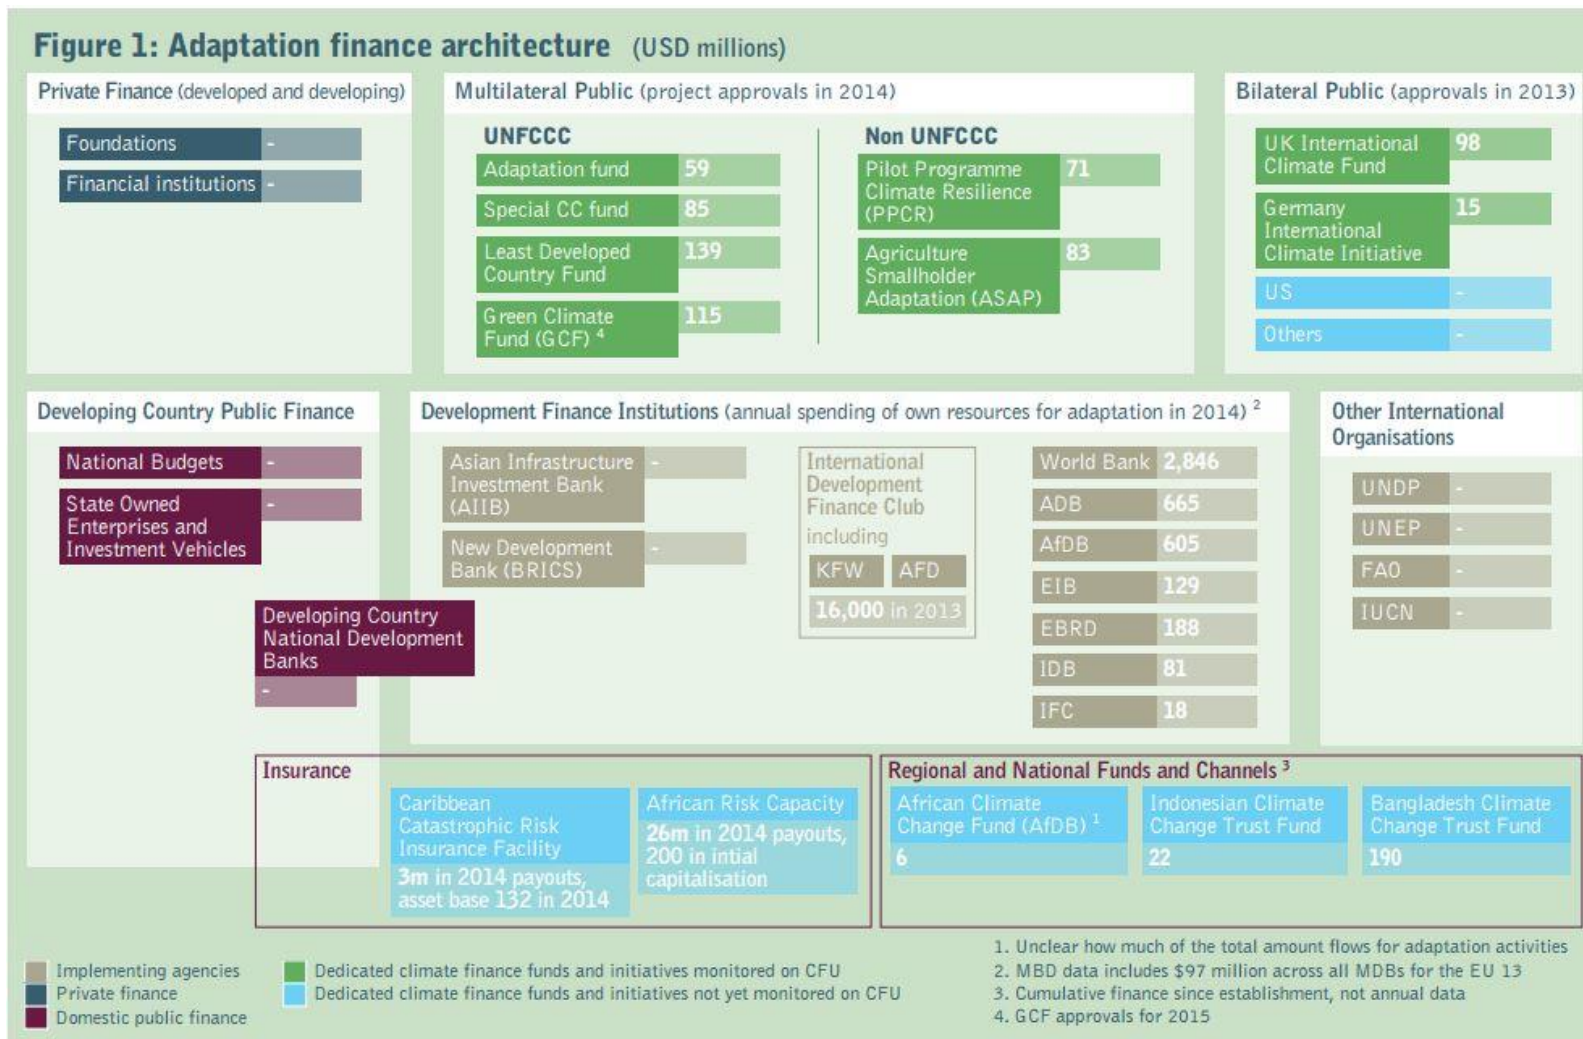 Figure 1: Adaptation finance architecture (USD millions)
Private Finance (developed and developing)
Foundations -
Financial institutions -
Multilateral Public (project approvals in 2014)
UNFCCC
Adaptation fund 59
Special CC fund 85
Least Developed 139
Country Fund
Green Climate 115
Fund (GCF) 4
Non UNFCCC
Pilot Programme 71
Climate Resilience
(PPCR)
Agriculture 83
Smallholder
Adaptation (ASAP)
Bilateral Public (approvals in 2013)
UK International 98
Climate Fund
Germany 15
International
Climate Initiative
US -
Others -
Developing Country Public Finance
National Budgets -
State Owned -
Enterprises and
Investment Vehicles
Developing Country
National Development
Banks
-
Development Finance Institutions (annual spending of own resources for adaptation in 2014) 2
Asian Infrastructure -
Investment Bank
(AIIB)
New Development -
Bank (BRICS)
International
Development
Finance Club
including
KFW AFD
16,000 in 2013
World Bank 2,846
ADB 665
AfDB 605
EIB 129
EBRD 188
IDB 81
IFC 18
Other International
Organisations
UNDP -
UNEP -
FAO -
IUCN -
Insurance
Caribbean
Catastrophic Risk
Insurance Facility
3m in 2014 payouts,
asset base 132 in 2014
African Risk Capacity
26m in 2014 payouts,
200 in intial
capitalisation
Regional and National Funds and Channels 3
African Climate
Change Fund (AfDB) 1
6
Indonesian Climate
Change Trust Fund
22
Bangladesh Climate
Change Trust Fund
190
Implementing agencies
Private finance
Domestic public finance
Dedicated climate finance funds and initiatives monitored on CFU
Dedicated climate finance funds and initiatives not yet monitored on CFU
1. Unclear how much of the total amount flows for adaptation activities
2. MBD data includes $97 million across all MDBs for the EU 13
3. Cumulative finance since establishment, not annual data
4. GCF approvals for 2015